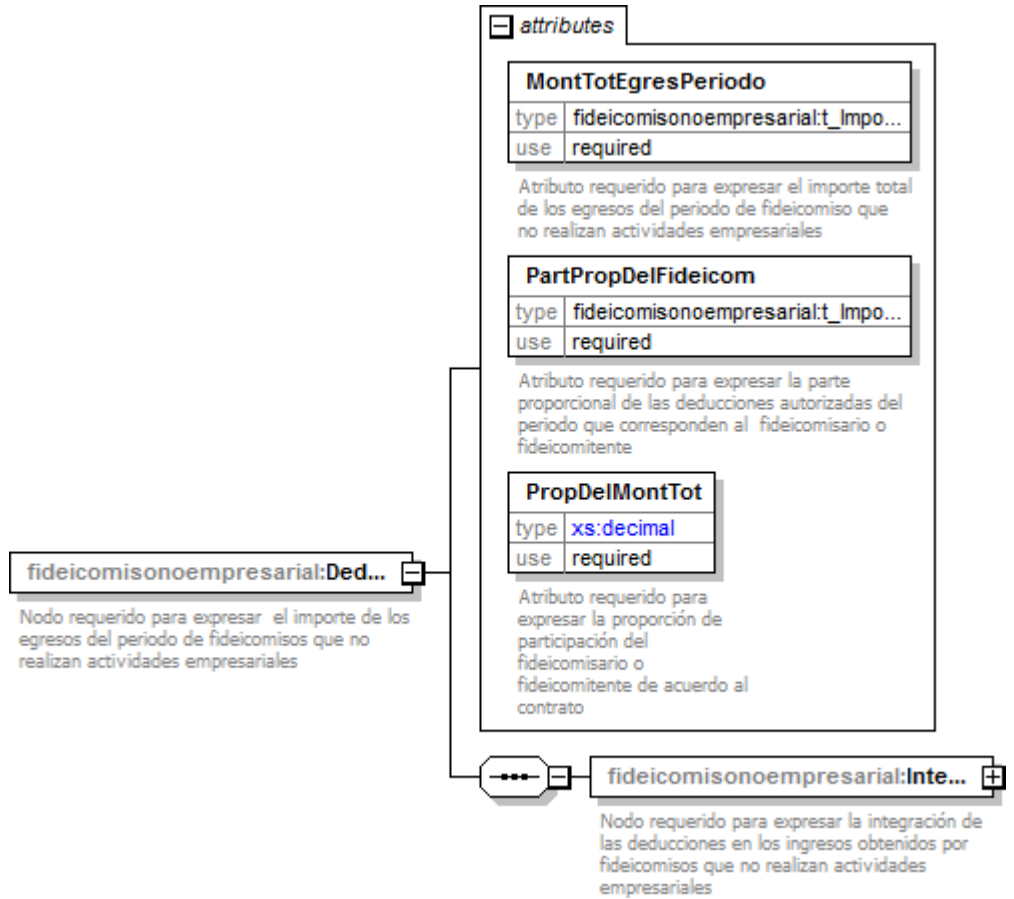 attributes
MontTotEgresPeriodo
type fideicomisonoempresarial:t_Impo...
use required
Atributo requerido para expresar el importe total
de los egresos del periodo de fideicomiso que
no realizan actividades empresariales
PartPropDelFideicom
type fideicomisonoempresarial:t_Impo...
use required
Atributo requerido para expresar la parte
proporcional de las deducciones autorizadas del
periodo que corresponden al fideicomisario o
fideicomitente
PropDelMontTot
type xs:decimal
use required
Atributo requerido para
expresar la proporción de
participación del
fideicomisario o
fideicomitente de acuerdo al
contrato
fideicomisonoempresarial:Ded...
Nodo requerido para expresar el importe de los
egresos del periodo de fideicomisos que no
realizan actividades empresariales
fideicomisonoempresarial:Inte...
Nodo requerido para expresar la integración de
las deducciones en los ingresos obtenidos por
fideicomisos que no realizan actividades
empresariales